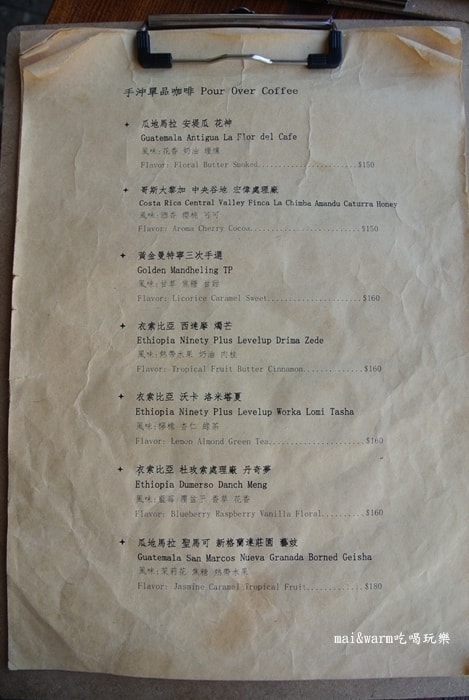 手沖單品咖啡 Pour Over Coffee
瓜地馬拉 安堤瓜 花神
Guatemala Antigua La Flor del Cafe
風味:花香 奶油 煙燻
Flavor: Floral Butter Smoked........................$150
哥斯大黎加 中央谷地 宏偉處理廠
Costa Rica Central Valley Finca La Chimba Amandu Caturra Honey
風味:酒香 櫻桃 可可
Flavor: Aroma Cherry Cocoa...........................$150
黃金曼特寧三次手選
Golden Mandheling TP
風味:甘草 焦糖 甘甜
Flavor: Licorice Caramel Sweet.......................$160
衣索比亞 西達摩 燭芒
Ethiopia Ninety Plus Levelup Drima Zede
風味:熱帶水果 奶油 肉桂
Flavor: Tropical Fruit Butter Cinnamon..............$160
衣索比亞 沃卡 洛米塔夏
Ethiopia Ninety Plus Levelup Worka Lomi Tasha
風味:檸檬 杏仁 綠茶
Flavor: Lemon Almond Green Tea.......................$160
衣索比亞 杜玫索處理廠 丹奇夢
Ethiopia Dumerso Danch Meng
風味:藍莓 覆盆子 香草 花香
Flavor: Blueberry Raspberry Vanilla Floral..........$160
瓜地馬拉 聖馬可 新格蘭達莊園 藝妓
Guatemala San Marcos Nueva Granada Borned Geisha
風味:茉莉花 焦糖 熱帶水果
Flavor: Jasmine Caramel Tropical Fruit..............$180
mai&warm吃喝玩樂